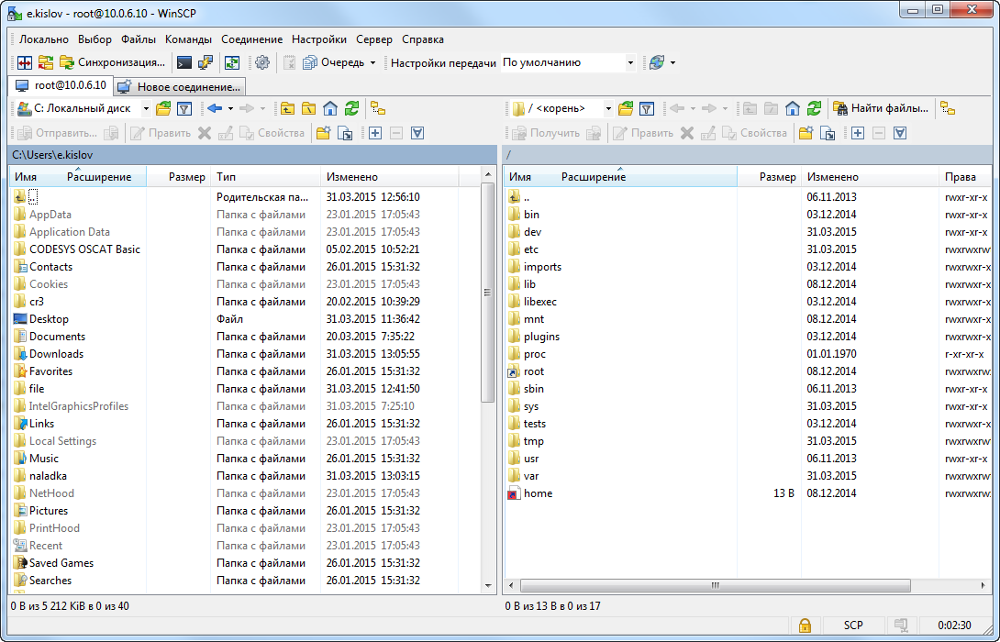 e.kislov - root@10.0.6.10 - WinSCP
Локально Выбор Файлы Команды Соединение Настройки Сервер Справка
Синхронизация... Очередь Настройки передачи По умолчанию
root@10.0.6.10 Новое соединение...
C: Локальный диск / <корень> Найти файлы...
Отправить... Править Свойства Получить Править Свойства
C:\Users\e.kislov /
Имя Расширение Размер Тип Изменено
.. Родительская па... 31.03.2015 12:56:10
AppData Папка с файлами 23.01.2015 17:05:43
Application Data Папка с файлами 23.01.2015 17:05:43
CODESYS OSCAT Basic Папка с файлами 05.02.2015 10:52:21
Contacts Папка с файлами 26.01.2015 15:31:32
Cookies Папка с файлами 23.01.2015 17:05:43
cr3 Папка с файлами 20.02.2015 10:39:29
Desktop Файл 31.03.2015 11:36:42
Documents Папка с файлами 20.03.2015 7:35:22
Downloads Папка с файлами 31.03.2015 13:05:55
Favorites Папка с файлами 26.01.2015 15:31:32
file Папка с файлами 31.03.2015 12:41:50
IntelGraphicsProfiles Папка с файлами 31.03.2015 7:25:10
Links Папка с файлами 26.01.2015 15:31:32
Local Settings Папка с файлами 23.01.2015 17:05:43
Music Папка с файлами 26.01.2015 15:31:32
naladka Папка с файлами 31.03.2015 13:03:15
NetHood Папка с файлами 23.01.2015 17:05:43
Pictures Папка с файлами 26.01.2015 15:31:32
PrintHood Папка с файлами 23.01.2015 17:05:43
Recent Папка с файлами 23.01.2015 17:05:43
Saved Games Папка с файлами 26.01.2015 15:31:32
Searches Папка с файлами 26.01.2015 15:31:32
0 B из 5 212 KiB в 0 из 40
Имя Расширение Размер Изменено Права
.. 06.11.2013 rwxr-xr-x
bin 03.12.2014 rwxrwxr-x
dev 31.03.2015 rwxr-xr-x
etc 31.03.2015 rwxrwxrw
imports 03.12.2014 rwxrwxr-x
lib 08.12.2014 rwxrwxr-x
libexec 03.12.2014 rwxrwxr-x
mnt 08.12.2014 rwxrwxr-x
plugins 03.12.2014 rwxrwxr-x
proc 01.01.1970 r-xr-xr-x
root 08.12.2014 rwxrwxrw
sbin 06.11.2013 rwxr-xr-x
sys 31.03.2015 rwxr-xr-x
tests 03.12.2014 rwxrwxr-x
tmp 31.03.2015 rwxrwxrw
usr 06.11.2013 rwxr-xr-x
var 31.03.2015 rwxrwxrw
home 13 B 08.12.2014 rwxrwxrw
0 B из 13 B в 0 из 17
SCP 0:02:30